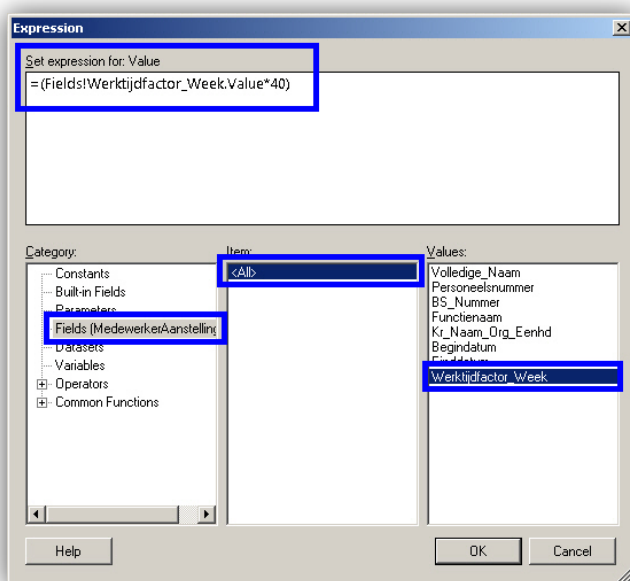 Expression
Set expression for: Value
=(Fields!Werktijdfactor_Week.Value*40)
Category:
Item:
Values:
Constants
Built-in Fields
Parameters
Fields (MedewerkerAanstelling
Datasets
Variables
Operators
Common Functions
<All>
Volledige_Naam
Personeelsnummer
BS_Nummer
Functienaam
Kr_Naam_Org_Eenhd
Begindatum
Einddatum
Werktijdfactor_Week
Help
OK
Cancel